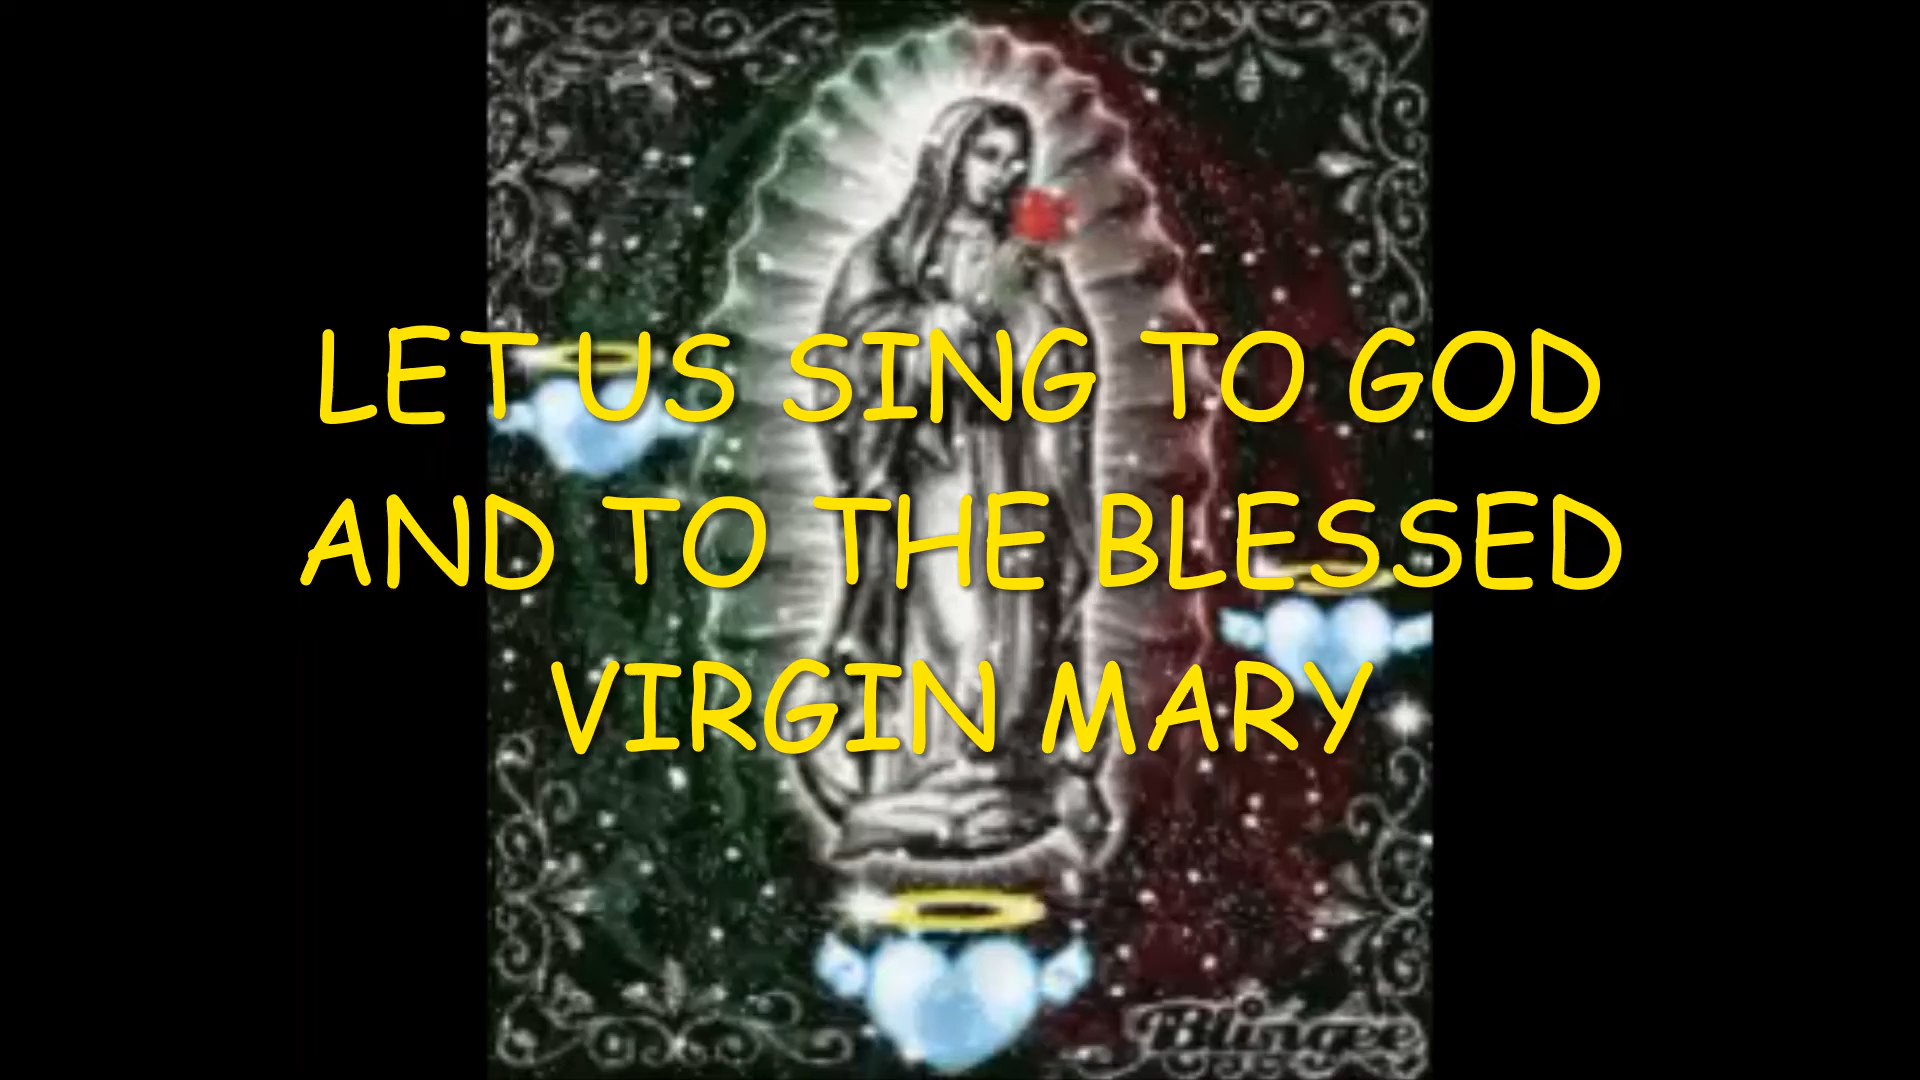 LET US SING TO GOD
AND TO THE BLESSED
VIRGIN MARY
Blingee